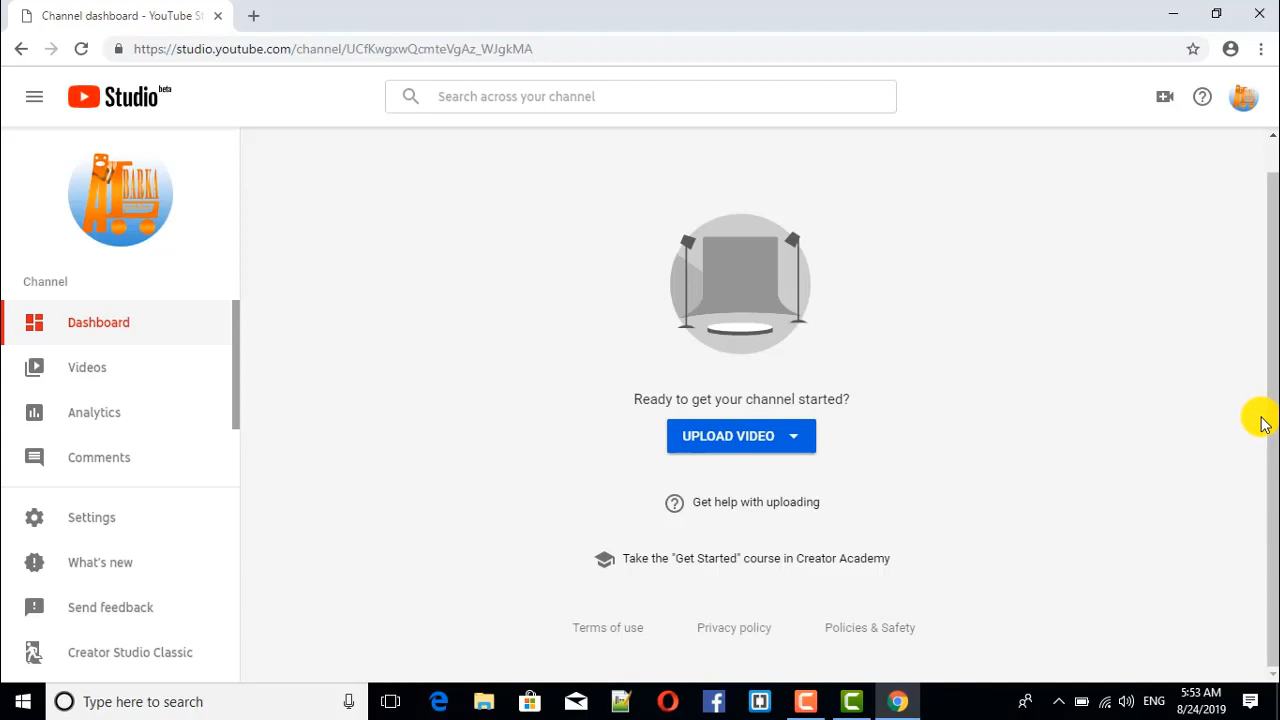 Channel dashboard - YouTube St
https://studio.youtube.com/channel/UCfKwgxwQcmteVgAz_WJgkMA
Studio beta
Search across your channel
BABKA
Channel
Dashboard
Videos
Analytics
Comments
Settings
What's new
Send feedback
Creator Studio Classic
Ready to get your channel started?
UPLOAD VIDEO
Get help with uploading
Take the "Get Started" course in Creator Academy
Terms of use Privacy policy Policies & Safety
Type here to search
ENG
5:53 AM
8/24/2019